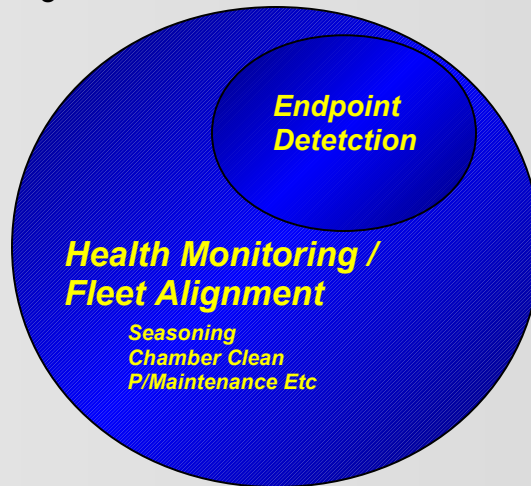 Endpoint
Detetction
Health Monitoring /
Fleet Alignment
Seasoning
Chamber Clean
P/Maintenance Etc